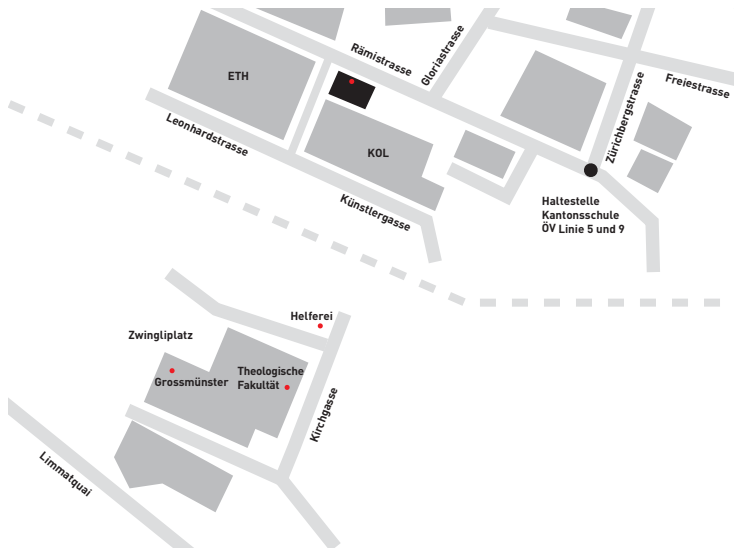 Rämistrasse
Gloriastrasse
ETH
Freiestrasse
Zürichbergstrasse
Leonhardstrasse
KOL
Künstlergasse
Haltestelle
Kantonsschule
ÖV Linie 5 und 9
Helferei
Zwingliplatz
Theologische
Fakultät
Grossmünster
Kirchgasse
Limmatquai